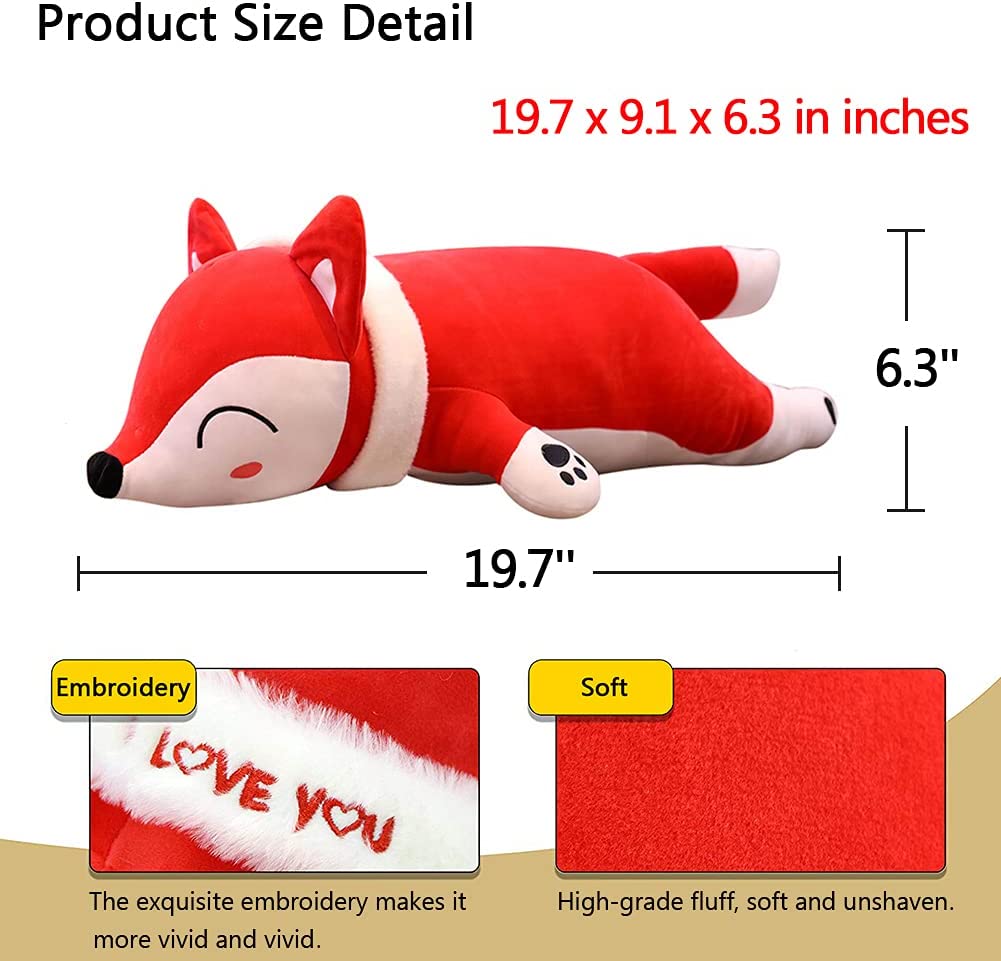 Product Size Detail
19.7 x 9.1 x 6.3 in inches
6.3"
19.7"
Embroidery
LOVE YOU
Soft
The exquisite embroidery makes it
more vivid and vivid.
High-grade fluff, soft and unshaven.